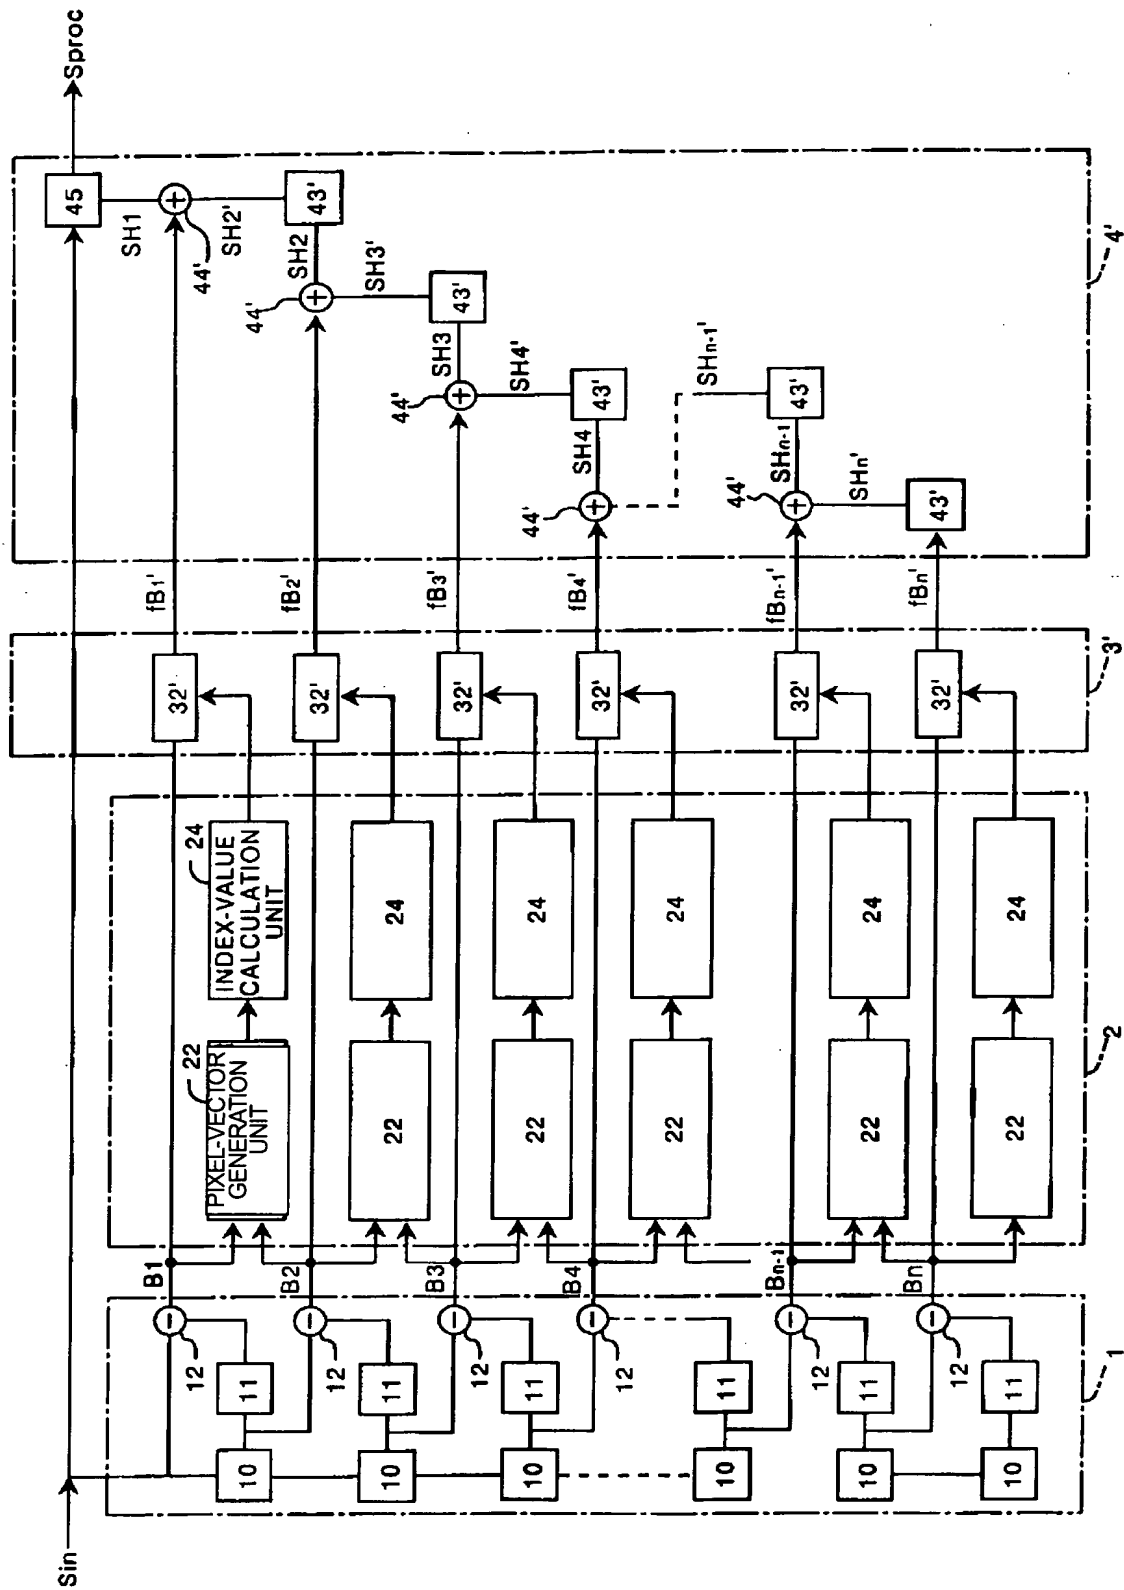 Sin
Sproc
45
SH1
B1
fB1'
−
+
32'
12
22
24
44'
SH2'
PIXEL-VECTOR
GENERATION
UNIT
INDEX-VALUE
CALCULATION
UNIT
10
11
B2
fB2'
44'
SH2
−
32'
+
43'
12
SH3'
10
11
22
24
B3
fB3'
44'
SH3
−
32'
+
43'
12
SH4'
10
11
22
24
B4
fB4'
44'
SH4
−
32'
+
43'
12
10
11
22
24
SHn-1'
Bn-1
fBn-1'
44'
SHn-1
−
32'
+
43'
12
SHn'
10
11
22
24
Bn
fBn'
−
32'
43'
12
10
11
22
24
1
2
3'
4'